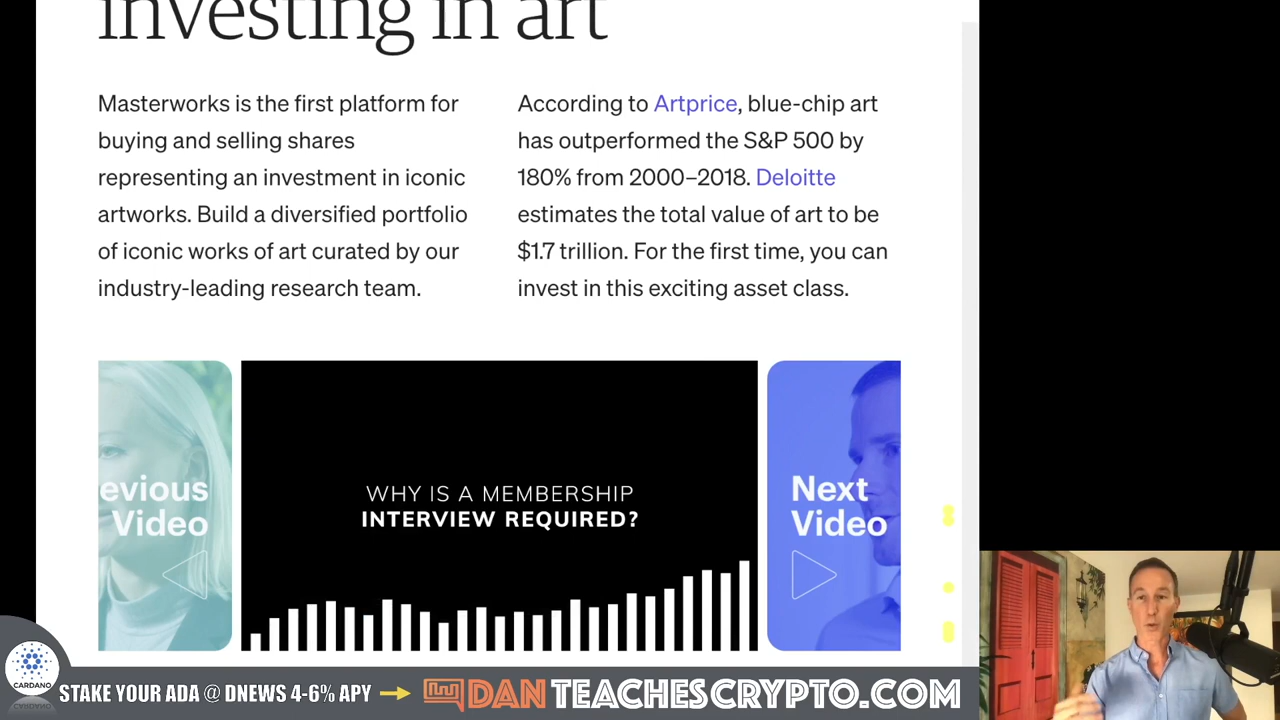 investing in art
Masterworks is the first platform for
buying and selling shares
representing an investment in iconic
artworks. Build a diversified portfolio
of iconic works of art curated by our
industry-leading research team.
According to Artprice, blue-chip art
has outperformed the S&P 500 by
180% from 2000–2018. Deloitte
estimates the total value of art to be
$1.7 trillion. For the first time, you can
invest in this exciting asset class.
evious
Video
WHY IS A MEMBERSHIP
INTERVIEW REQUIRED?
Next
Video
CARDANO
STAKE YOUR ADA @ DNEWS 4-6% APY
DANTEACHESCRYPTO.COM